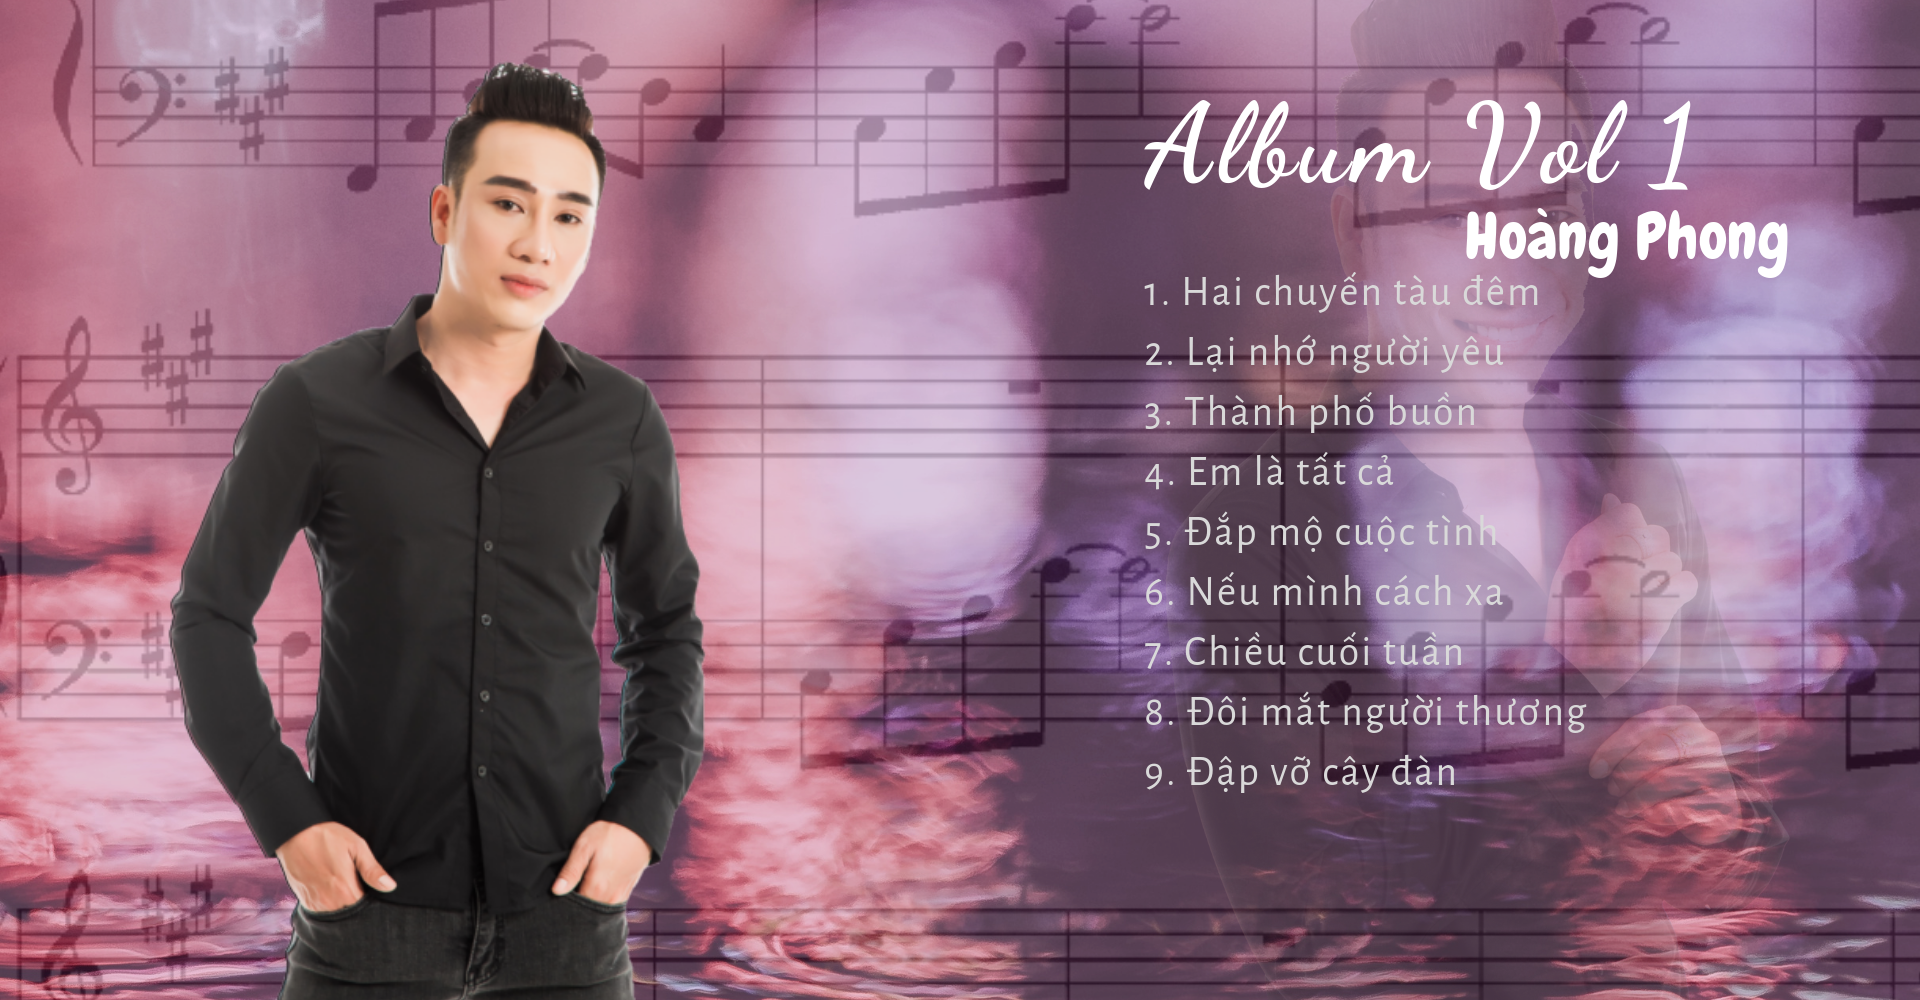 Album Vol 1
Hoàng Phong
1. Hai chuyến tàu đêm
2. Lại nhớ người yêu
3. Thành phố buồn
4. Em là tất cả
5. Đắp mộ cuộc tình
6. Nếu mình cách xa
7. Chiều cuối tuần
8. Đôi mắt người thương
9. Đập vỡ cây đàn